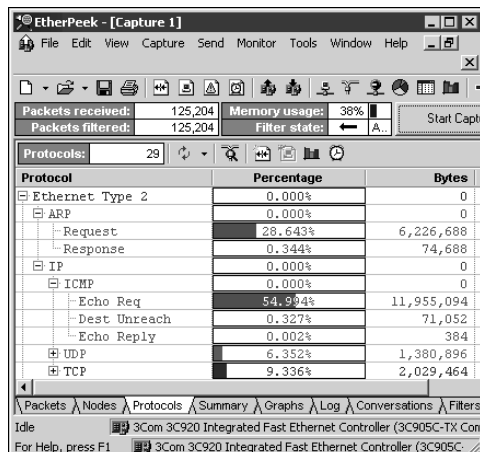 EtherPeek - [Capture 1]
File Edit View Capture Send Monitor Tools Window Help
Packets received: 125,204 Memory usage: 38%
Packets filtered: 125,204 Filter state: A..
Start Capt
Protocols: 29
Protocol Percentage Bytes
Ethernet Type 2 0.000% 0
ARP 0.000% 0
Request 28.643% 6,226,688
Response 0.344% 74,688
IP 0.000% 0
ICMP 0.000% 0
Echo Req 54.994% 11,955,094
Dest Unreach 0.327% 71,052
Echo Reply 0.002% 384
UDP 6.352% 1,380,896
TCP 9.336% 2,029,464
Packets Nodes Protocols Summary Graphs Log Conversations Filters
Idle 3Com 3C920 Integrated Fast Ethernet Controller (3C905C-TX Con
For Help, press F1 3Com 3C920 Integrated Fast Ethernet Controller (3C905C-